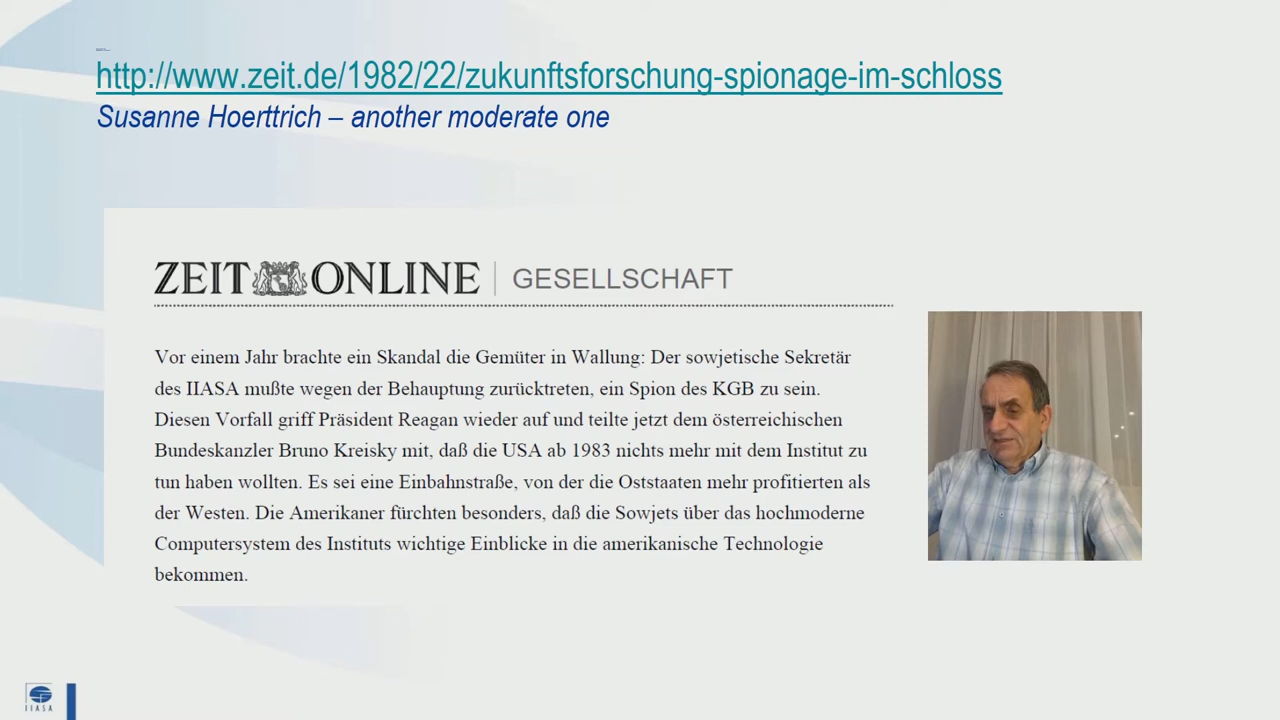 http://www.zeit.de/1982/22/zukunftsforschung-spionage-im-schloss
Susanne Hoerttrich – another moderate one
ZEIT ONLINE | GESELLSCHAFT
Vor einem Jahr brachte ein Skandal die Gemüter in Wallung: Der sowjetische Sekretär
des IIASA mußte wegen der Behauptung zurücktreten, ein Spion des KGB zu sein.
Diesen Vorfall griff Präsident Reagan wieder auf und teilte jetzt dem österreichischen
Bundeskanzler Bruno Kreisky mit, daß die USA ab 1983 nichts mehr mit dem Institut zu
tun haben wollten. Es sei eine Einbahnstraße, von der die Oststaaten mehr profitierten als
der Westen. Die Amerikaner fürchten besonders, daß die Sowjets über das hochmoderne
Computersystem des Instituts wichtige Einblicke in die amerikanische Technologie
bekommen.
IIASA